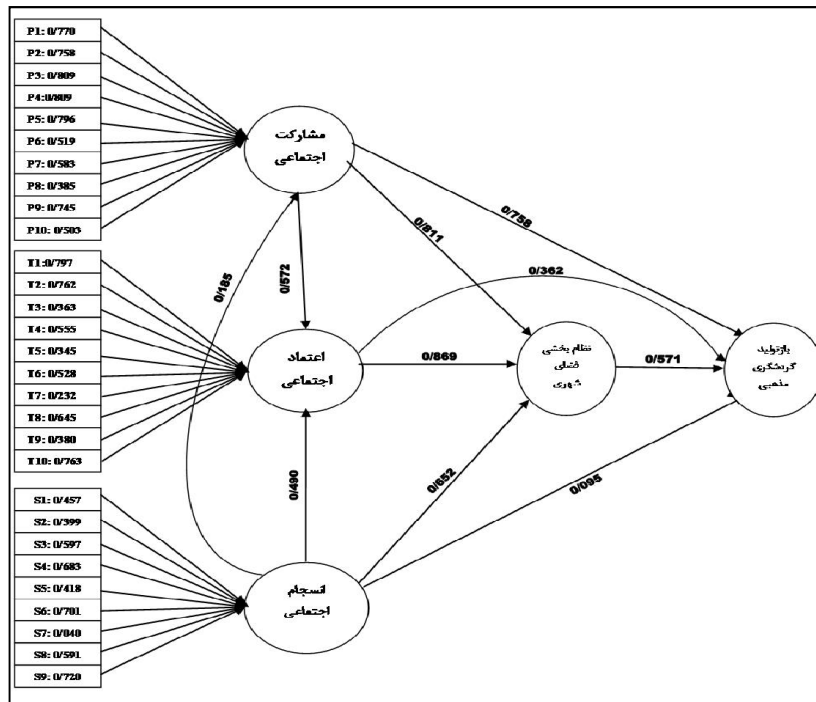 P1: 0/770
P2: 0/758
P3: 0/809
P4:0/809
P5: 0/796
P6: 0/519
P7: 0/583
P8: 0/385
P9: 0/745
P10: 0/503
T1:0/797
T2: 0/762
T3: 0/363
T4: 0/555
T5: 0/345
T6: 0/528
T7: 0/232
T8: 0/645
T9: 0/380
T10: 0/763
S1: 0/457
S2: 0/399
S3: 0/597
S4: 0/683
S5: 0/418
S6: 0/701
S7: 0/040
S8: 0/591
S9: 0/720
مشارکت
اجتماعی
اعتماد
اجتماعی
انسجام
اجتماعی
نظام بخشی
فضای
شهری
بازتولید
گردشگری
مذهبی
0/758
0/811
0/185
0/572
0/362
0/869
0/571
0/490
0/652
0/095